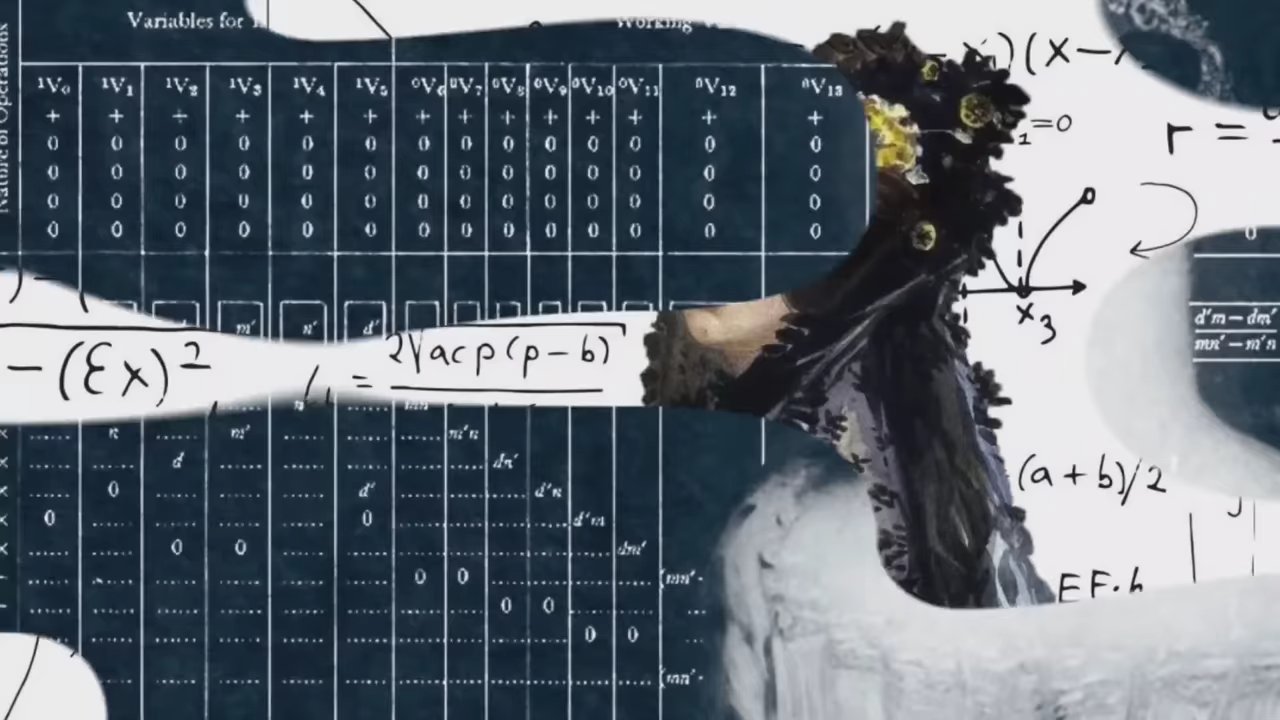 Variables for
Working
Nature of Operations
¹V₀ ¹V₁ ¹V₂ ¹V₃ ¹V₄ ¹V₅ ⁰V₆ ⁰V₇ ⁰V₈ ⁰V₉ ⁰V₁₀ ⁰V₁₁ ⁰V₁₂ ⁰V₁₃
+ + + + + + + + + + + + + +
0 0 0 0 0 0 0 0 0 0 0 0 0 0
0 0 0 0 0 0 0 0 0 0 0 0 0 0
0 0 0 0 0 0 0 0 0 0 0 0 0 0
0 0 0 0 0 0 0 0 0 0 0 0 0 0
)(x-
₁=0
r =
0
x₃
m' n' d'
d'm – dm'
mn' – m'n
-(Ɛx)²
= 2√acp(p-b)
n m' m'n
d dn'
0 d' d'n
0 0 d'm
0 0 dm'
0 0 (mn' -
0 0
0 0
(mn' -
(a+b)/2
EF·h